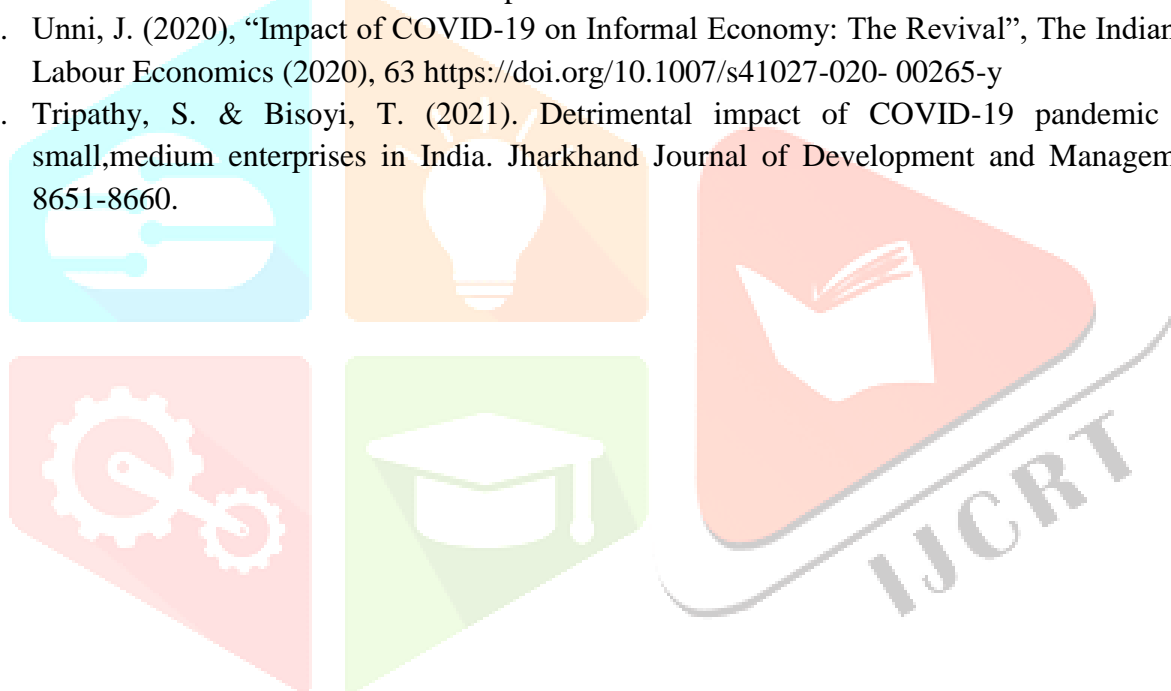 . Unni, J. (2020), “Impact of COVID-19 on Informal Economy: The Revival”, The Indian
Labour Economics (2020), 63 https://doi.org/10.1007/s41027-020- 00265-y
. Tripathy, S. & Bisoyi, T. (2021). Detrimental impact of COVID-19 pandemic
small,medium enterprises in India. Jharkhand Journal of Development and
8651-8660.
IJCRT